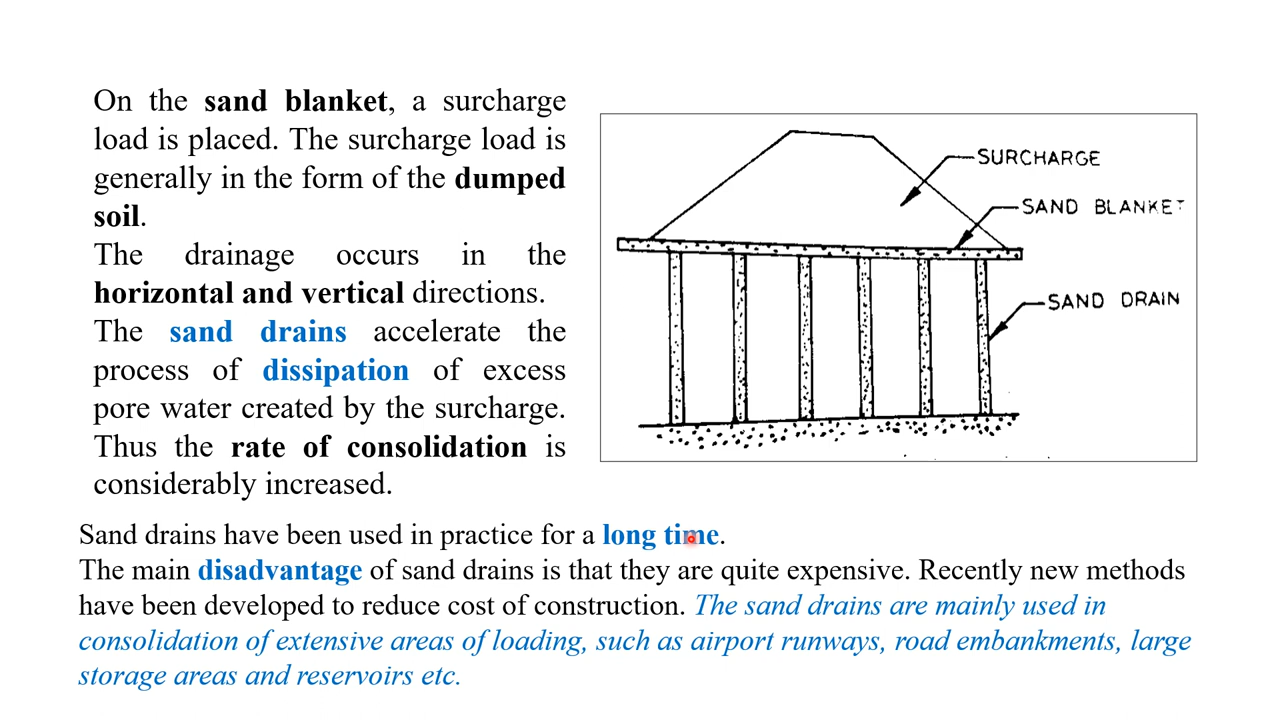 On the sand blanket, a surcharge
load is placed. The surcharge load is
generally in the form of the dumped
soil.
The drainage occurs in the
horizontal and vertical directions.
The sand drains accelerate the
process of dissipation of excess
pore water created by the surcharge.
Thus the rate of consolidation is
considerably increased.
SURCHARGE
SAND BLANKET
SAND DRAIN
Sand drains have been used in practice for a long time.
The main disadvantage of sand drains is that they are quite expensive. Recently new methods
have been developed to reduce cost of construction. The sand drains are mainly used in
consolidation of extensive areas of loading, such as airport runways, road embankments, large
storage areas and reservoirs etc.